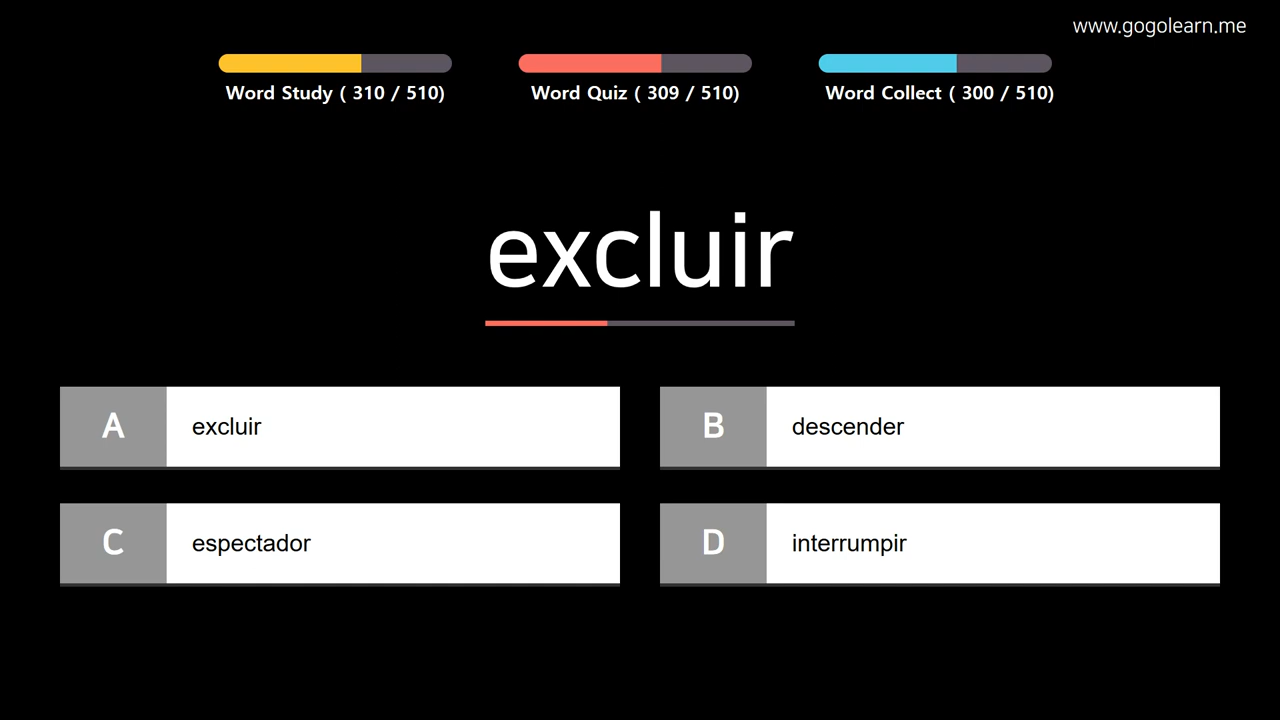 www.gogolearn.me
Word Study ( 310 / 510)
Word Quiz ( 309 / 510)
Word Collect ( 300 / 510)
excluir
A
excluir
B
descender
C
espectador
D
interrumpir